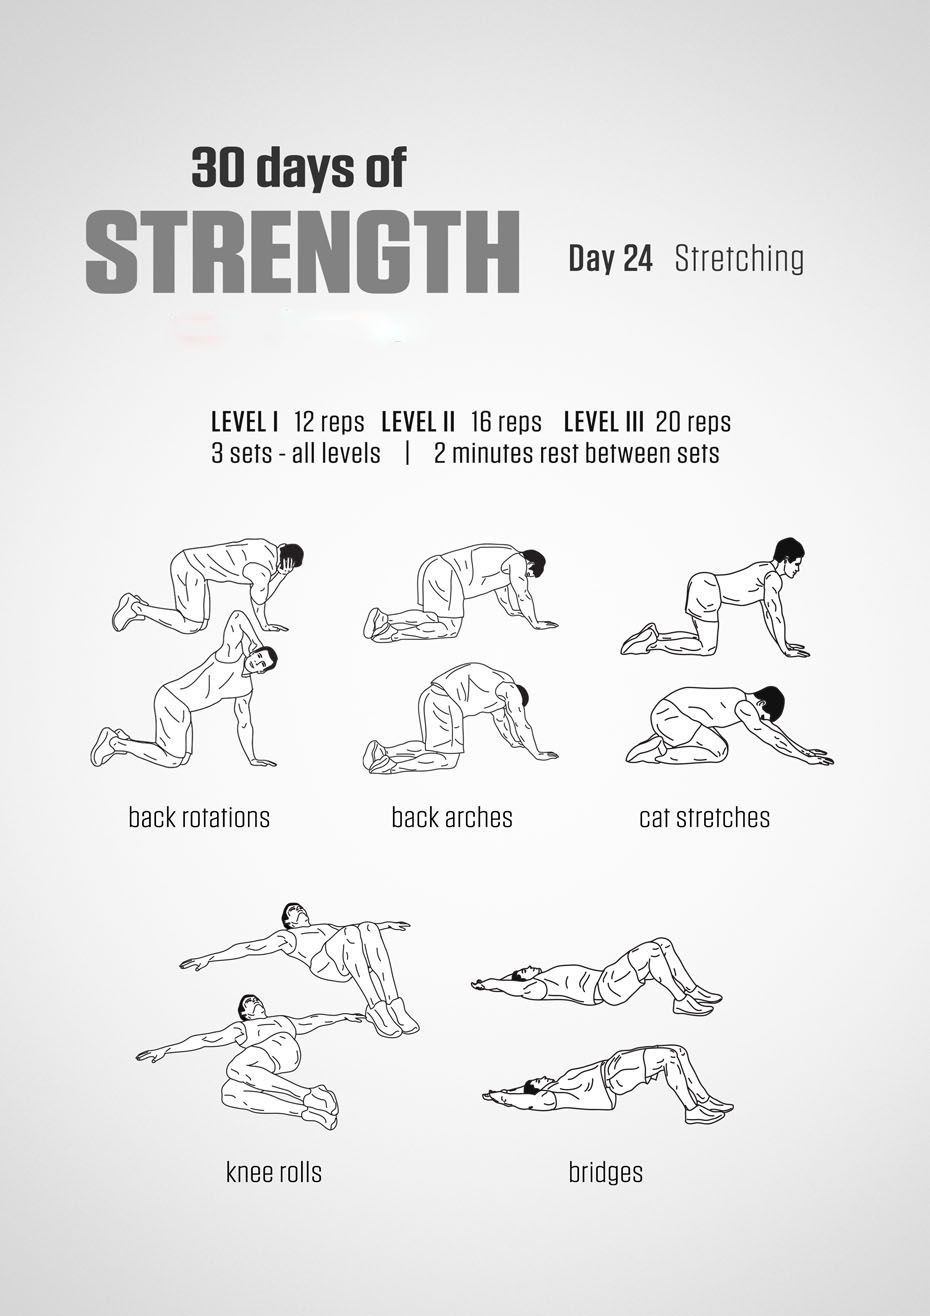 30 days of
STRENGTH
Day 24 Stretching
LEVEL I 12 reps LEVEL II 16 reps LEVEL III 20 reps
3 sets - all levels | 2 minutes rest between sets
back rotations
back arches
cat stretches
knee rolls
bridges